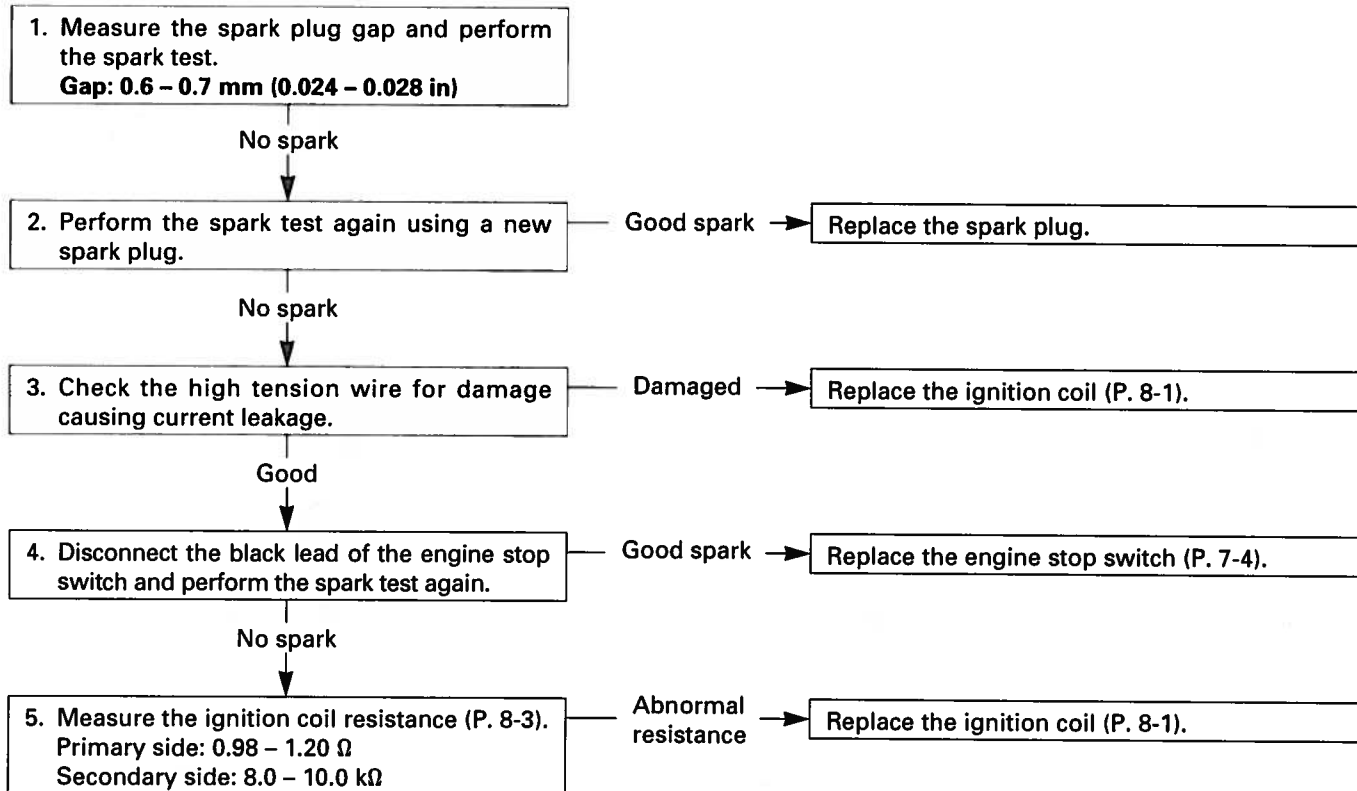 1. Measure the spark plug gap and perform
the spark test.
Gap: 0.6 – 0.7 mm (0.024 – 0.028 in)
No spark
2. Perform the spark test again using a new
spark plug.
Good spark
Replace the spark plug.
No spark
3. Check the high tension wire for damage
causing current leakage.
Damaged
Replace the ignition coil (P. 8-1).
Good
4. Disconnect the black lead of the engine stop
switch and perform the spark test again.
Good spark
Replace the engine stop switch (P. 7-4).
No spark
5. Measure the ignition coil resistance (P. 8-3).
Primary side: 0.98 – 1.20 Ω
Secondary side: 8.0 – 10.0 kΩ
Abnormal
resistance
Replace the ignition coil (P. 8-1).